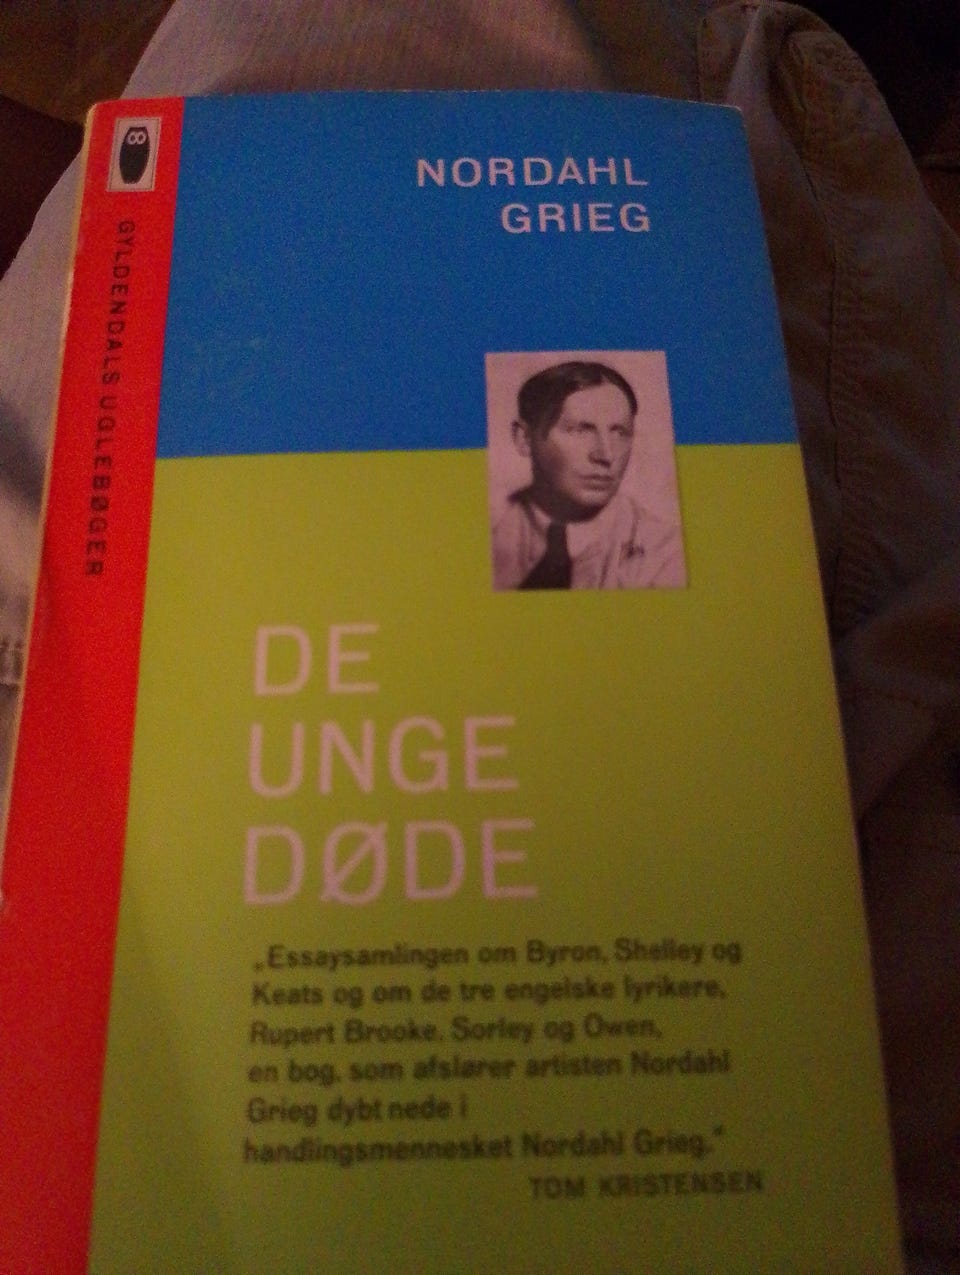 GYLDENDALS UGLEBØGER
NORDAHL
GRIEG
DE
UNGE
DØDE
„Essaysamlingen om Byron, Shelley og
Keats og om de tre engelske lyrikere,
Rupert Brooke, Sorley og Owen,
en bog, som afslører artisten Nordahl
Grieg dybt nede i
handlingsmennesket Nordahl Grieg."
TOM KRISTENSEN